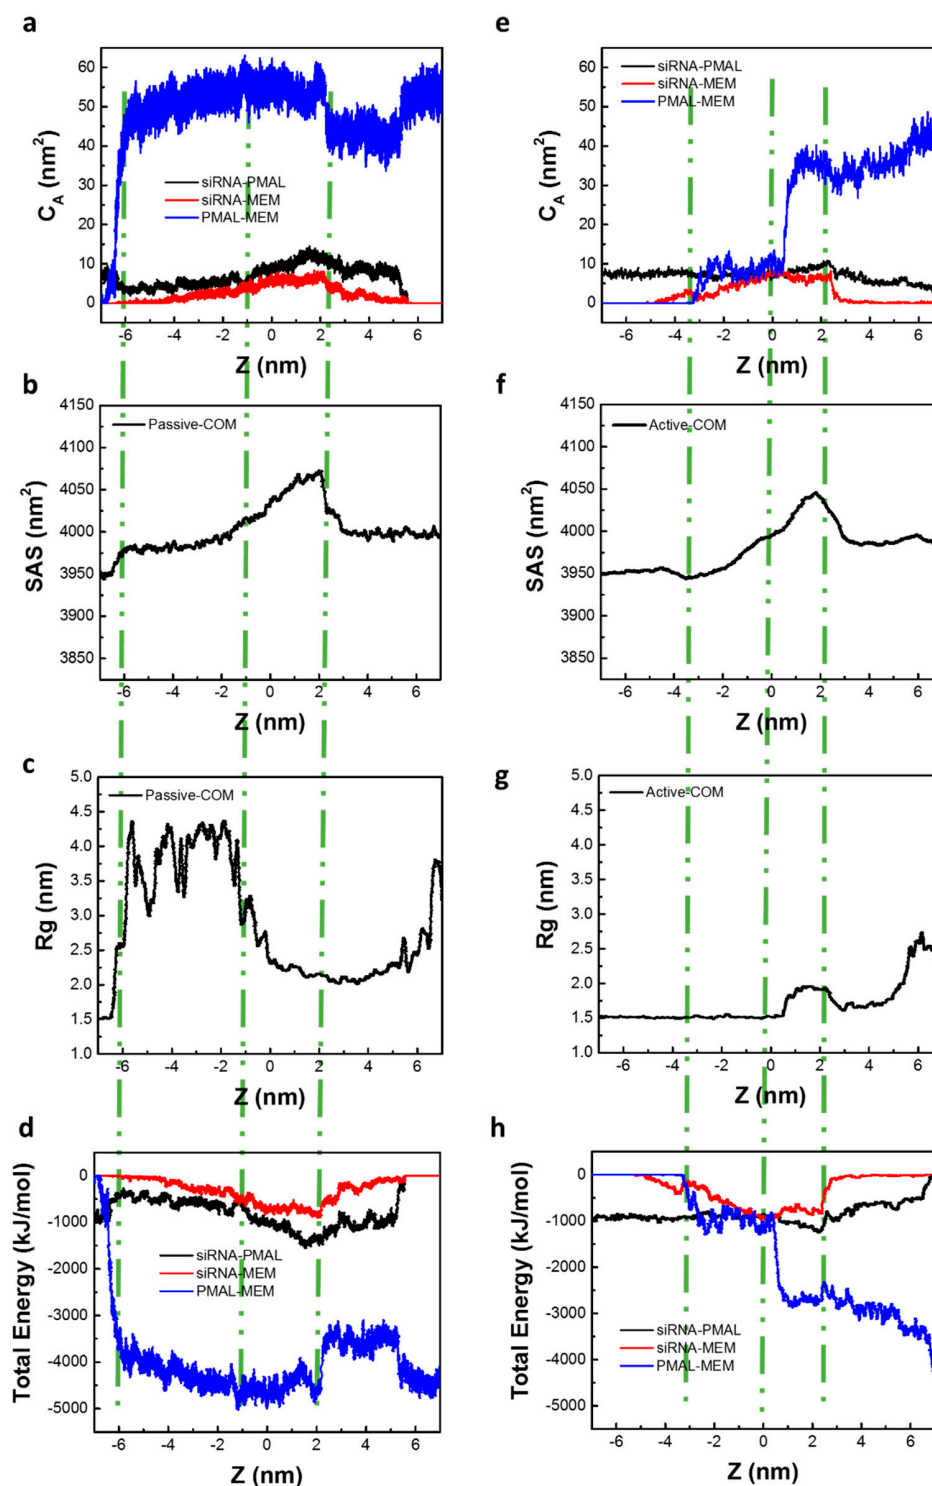 a
60
50
40
30
20
10
0
C_A (nm²)
siRNA-PMAL
siRNA-MEM
PMAL-MEM
-6 -4 -2 0 2 4 6
Z (nm)
b
4150
4100
4050
4000
3950
3900
3850
SAS (nm²)
Passive-COM
-6 -4 -2 0 2 4 6
Z (nm)
c
5.0
4.5
4.0
3.5
3.0
2.5
2.0
1.5
1.0
Rg (nm)
Passive-COM
-6 -4 -2 0 2 4 6
Z (nm)
d
0
-1000
-2000
-3000
-4000
-5000
Total Energy (kJ/mol)
siRNA-PMAL
siRNA-MEM
PMAL-MEM
-6 -4 -2 0 2 4 6
Z (nm)
e
60
50
40
30
20
10
0
C_A (nm²)
siRNA-PMAL
siRNA-MEM
PMAL-MEM
-6 -4 -2 0 2 4 6
Z (nm)
f
4150
4100
4050
4000
3950
3900
3850
SAS (nm²)
Active-COM
-6 -4 -2 0 2 4 6
Z (nm)
g
5.0
4.5
4.0
3.5
3.0
2.5
2.0
1.5
1.0
Rg (nm)
Active-COM
-6 -4 -2 0 2 4 6
Z (nm)
h
0
-1000
-2000
-3000
-4000
-5000
Total Energy (kJ/mol)
siRNA-PMAL
siRNA-MEM
PMAL-MEM
-6 -4 -2 0 2 4 6
Z (nm)